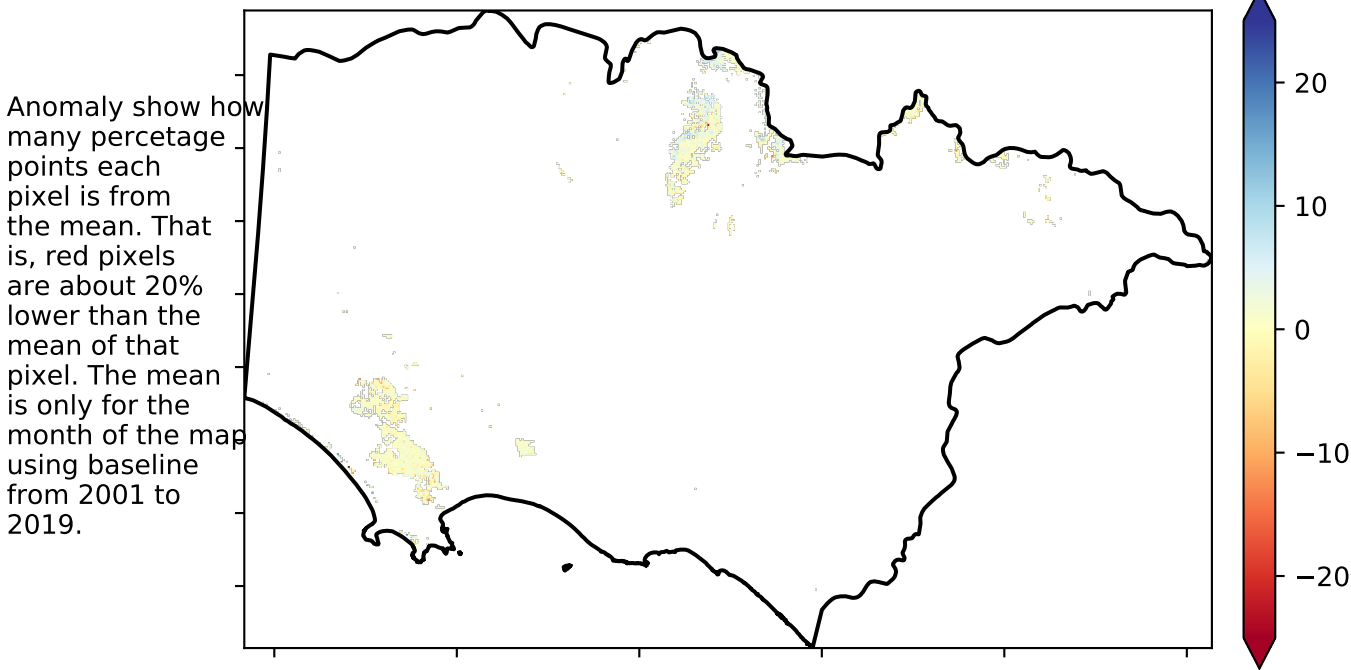 Anomaly show how
many percetage
points each
pixel is from
the mean. That
is, red pixels
are about 20%
lower than the
mean of that
pixel. The mean
is only for the
month of the map
using baseline
from 2001 to
2019.
20
10
0
−10
−20